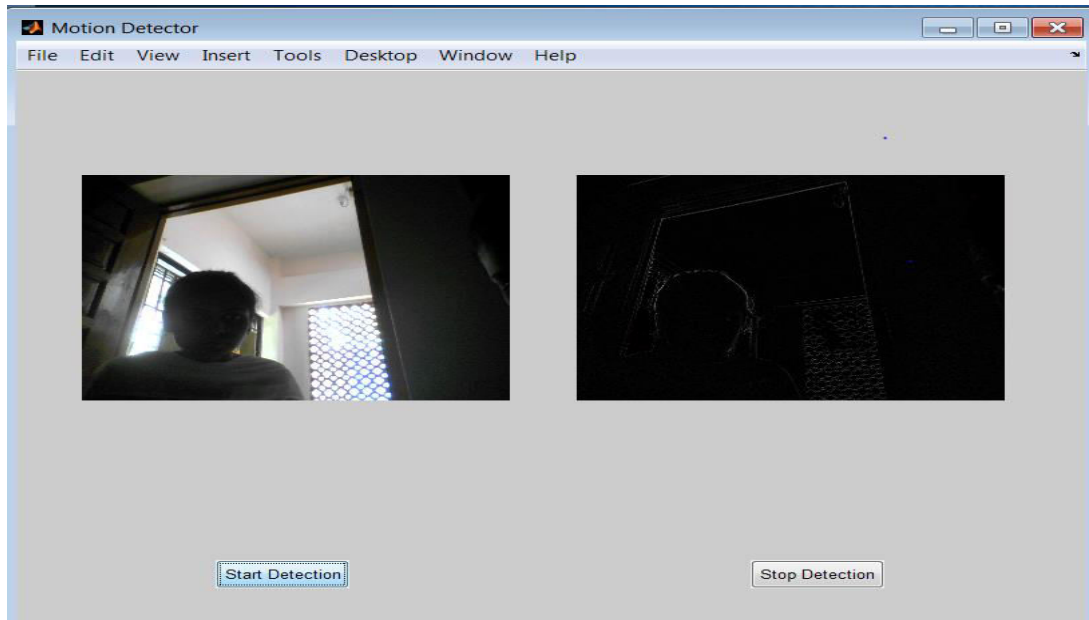 Motion Detector
File Edit View Insert Tools Desktop Window Help
Start Detection
Stop Detection